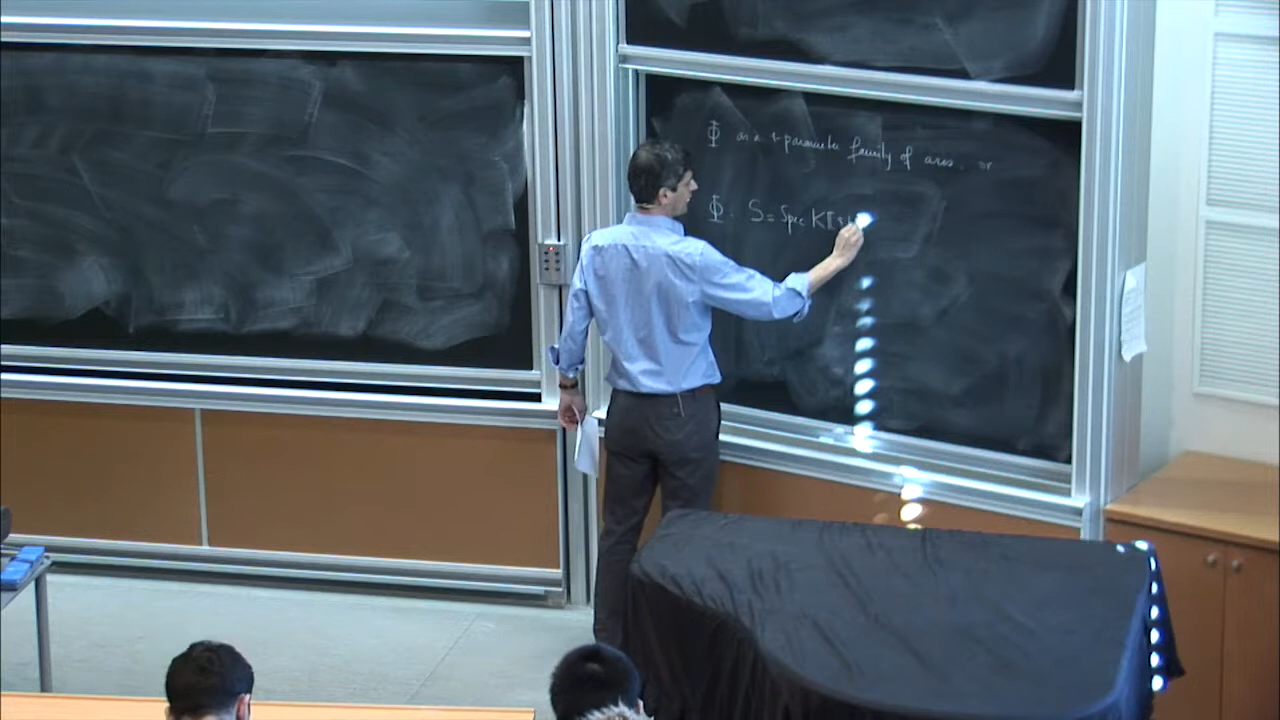 Φ as a 1-parameter family of arcs. or
Φ. S = Spec K⟦s,